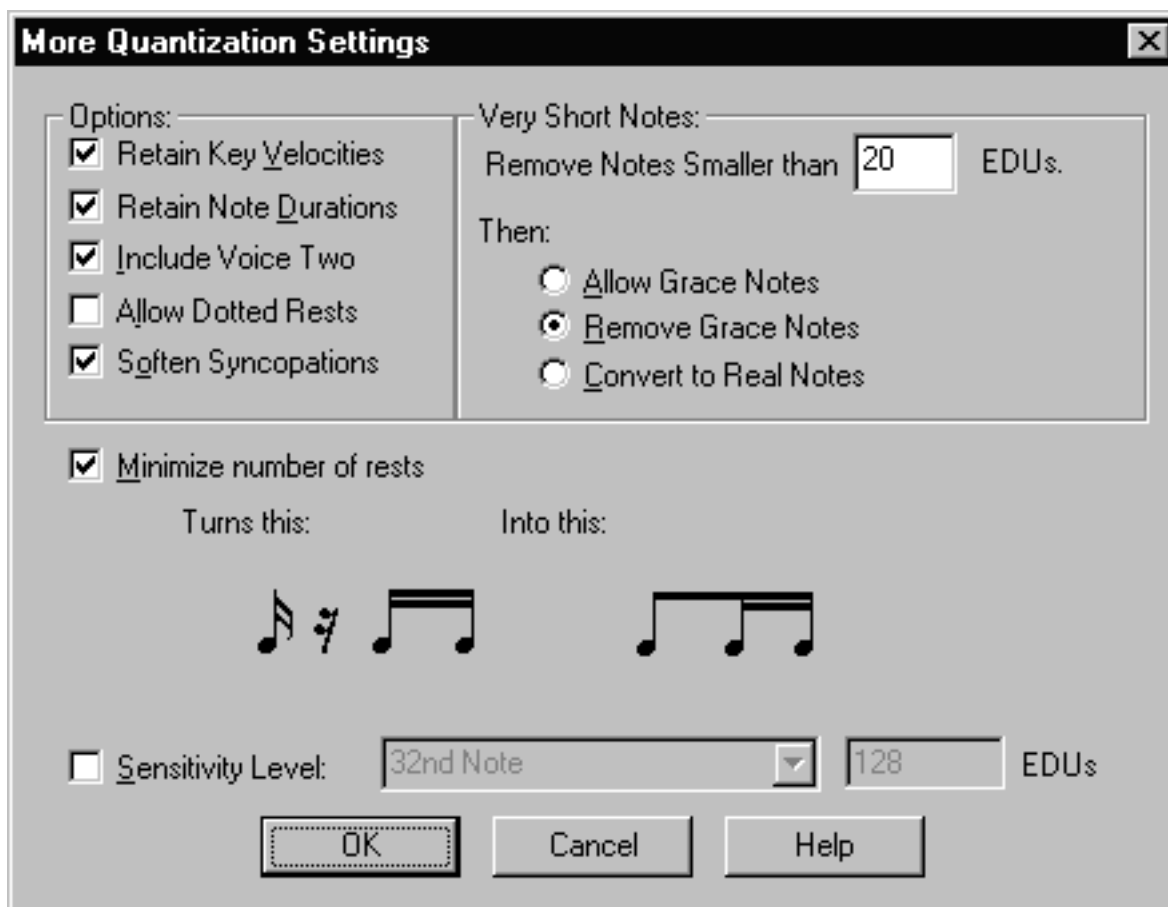 More Quantization Settings
Options:
Retain Key Velocities
Retain Note Durations
Include Voice Two
Allow Dotted Rests
Soften Syncopations
Very Short Notes:
Remove Notes Smaller than 20 EDUs.
Then:
Allow Grace Notes
Remove Grace Notes
Convert to Real Notes
Minimize number of rests
Turns this: Into this:
Sensitivity Level: 32nd Note 128 EDUs
OK Cancel Help